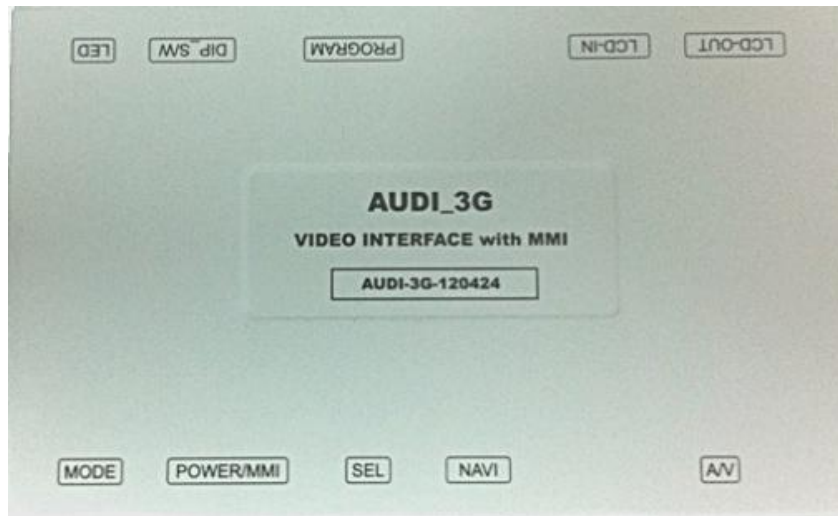 LED DIP_S/W PROGRAM LCD-IN LCD-OUT
AUDI_3G
VIDEO INTERFACE with MMI
AUDI-3G-120424
MODE POWER/MMI SEL NAVI A/V